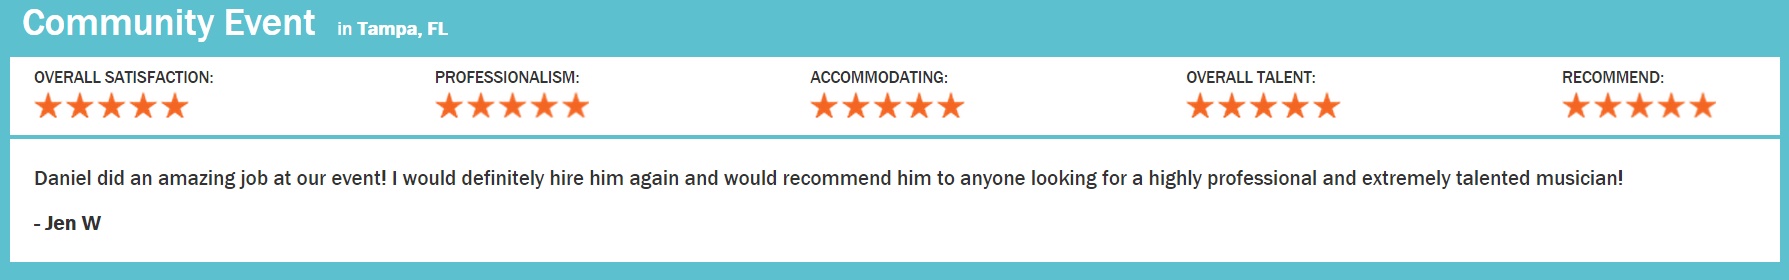 Community Event in Tampa, FL
OVERALL SATISFACTION: PROFESSIONALISM: ACCOMMODATING: OVERALL TALENT: RECOMMEND:
Daniel did an amazing job at our event! I would definitely hire him again and would recommend him to anyone looking for a highly professional and extremely talented musician!
- Jen W